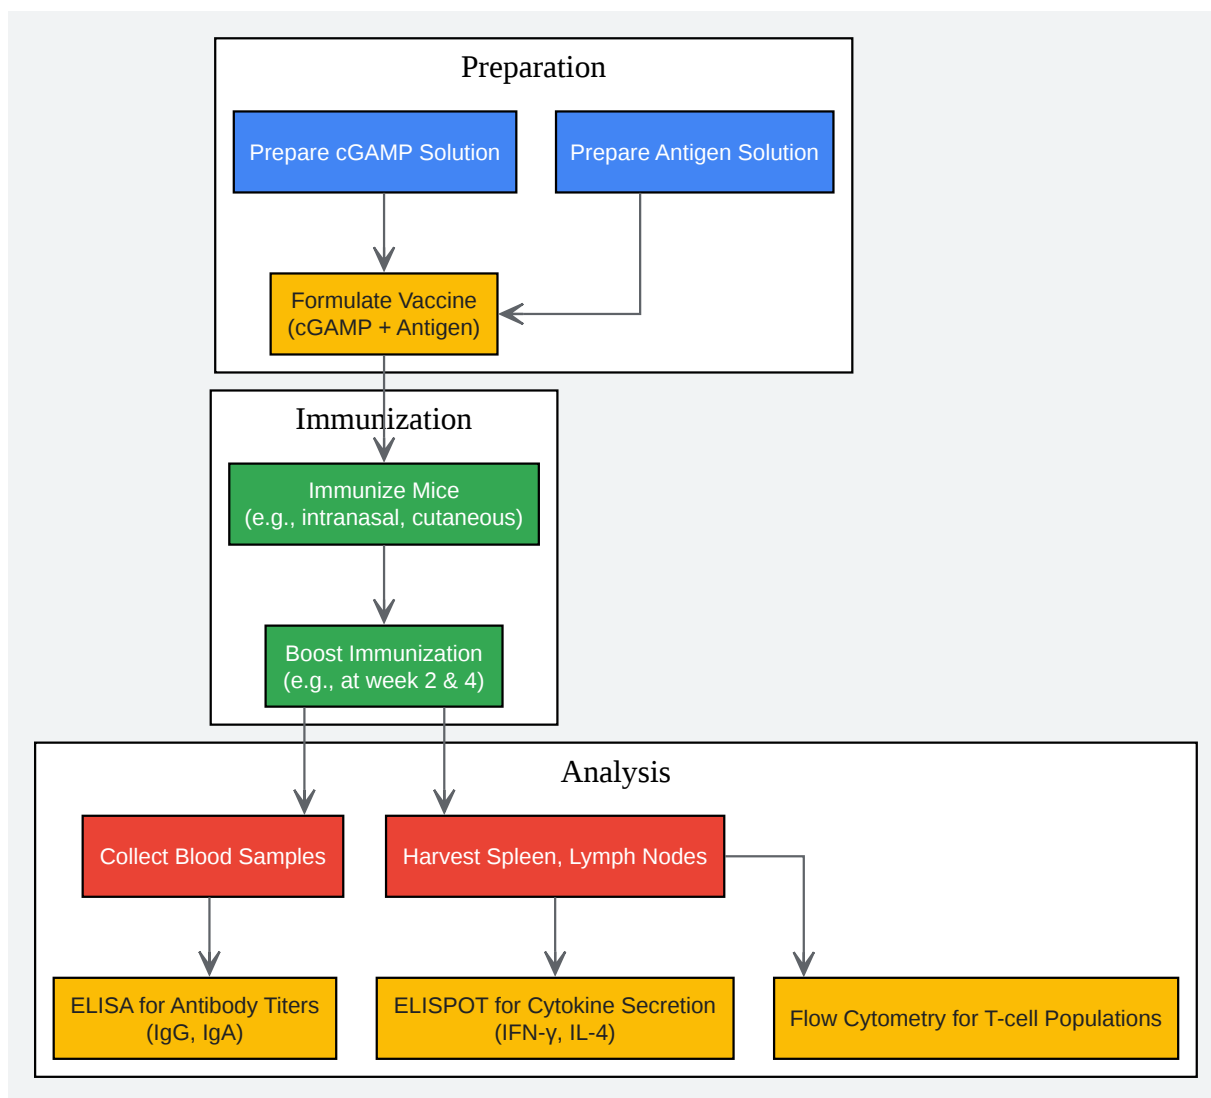 Preparation
Prepare cGAMP Solution
Prepare Antigen Solution
Formulate Vaccine
(cGAMP + Antigen)
Immunization
Immunize Mice
(e.g., intranasal, cutaneous)
Boost Immunization
(e.g., at week 2 & 4)
Analysis
Collect Blood Samples
Harvest Spleen, Lymph Nodes
ELISA for Antibody Titers
(IgG, IgA)
ELISPOT for Cytokine Secretion
(IFN-γ, IL-4)
Flow Cytometry for T-cell Populations